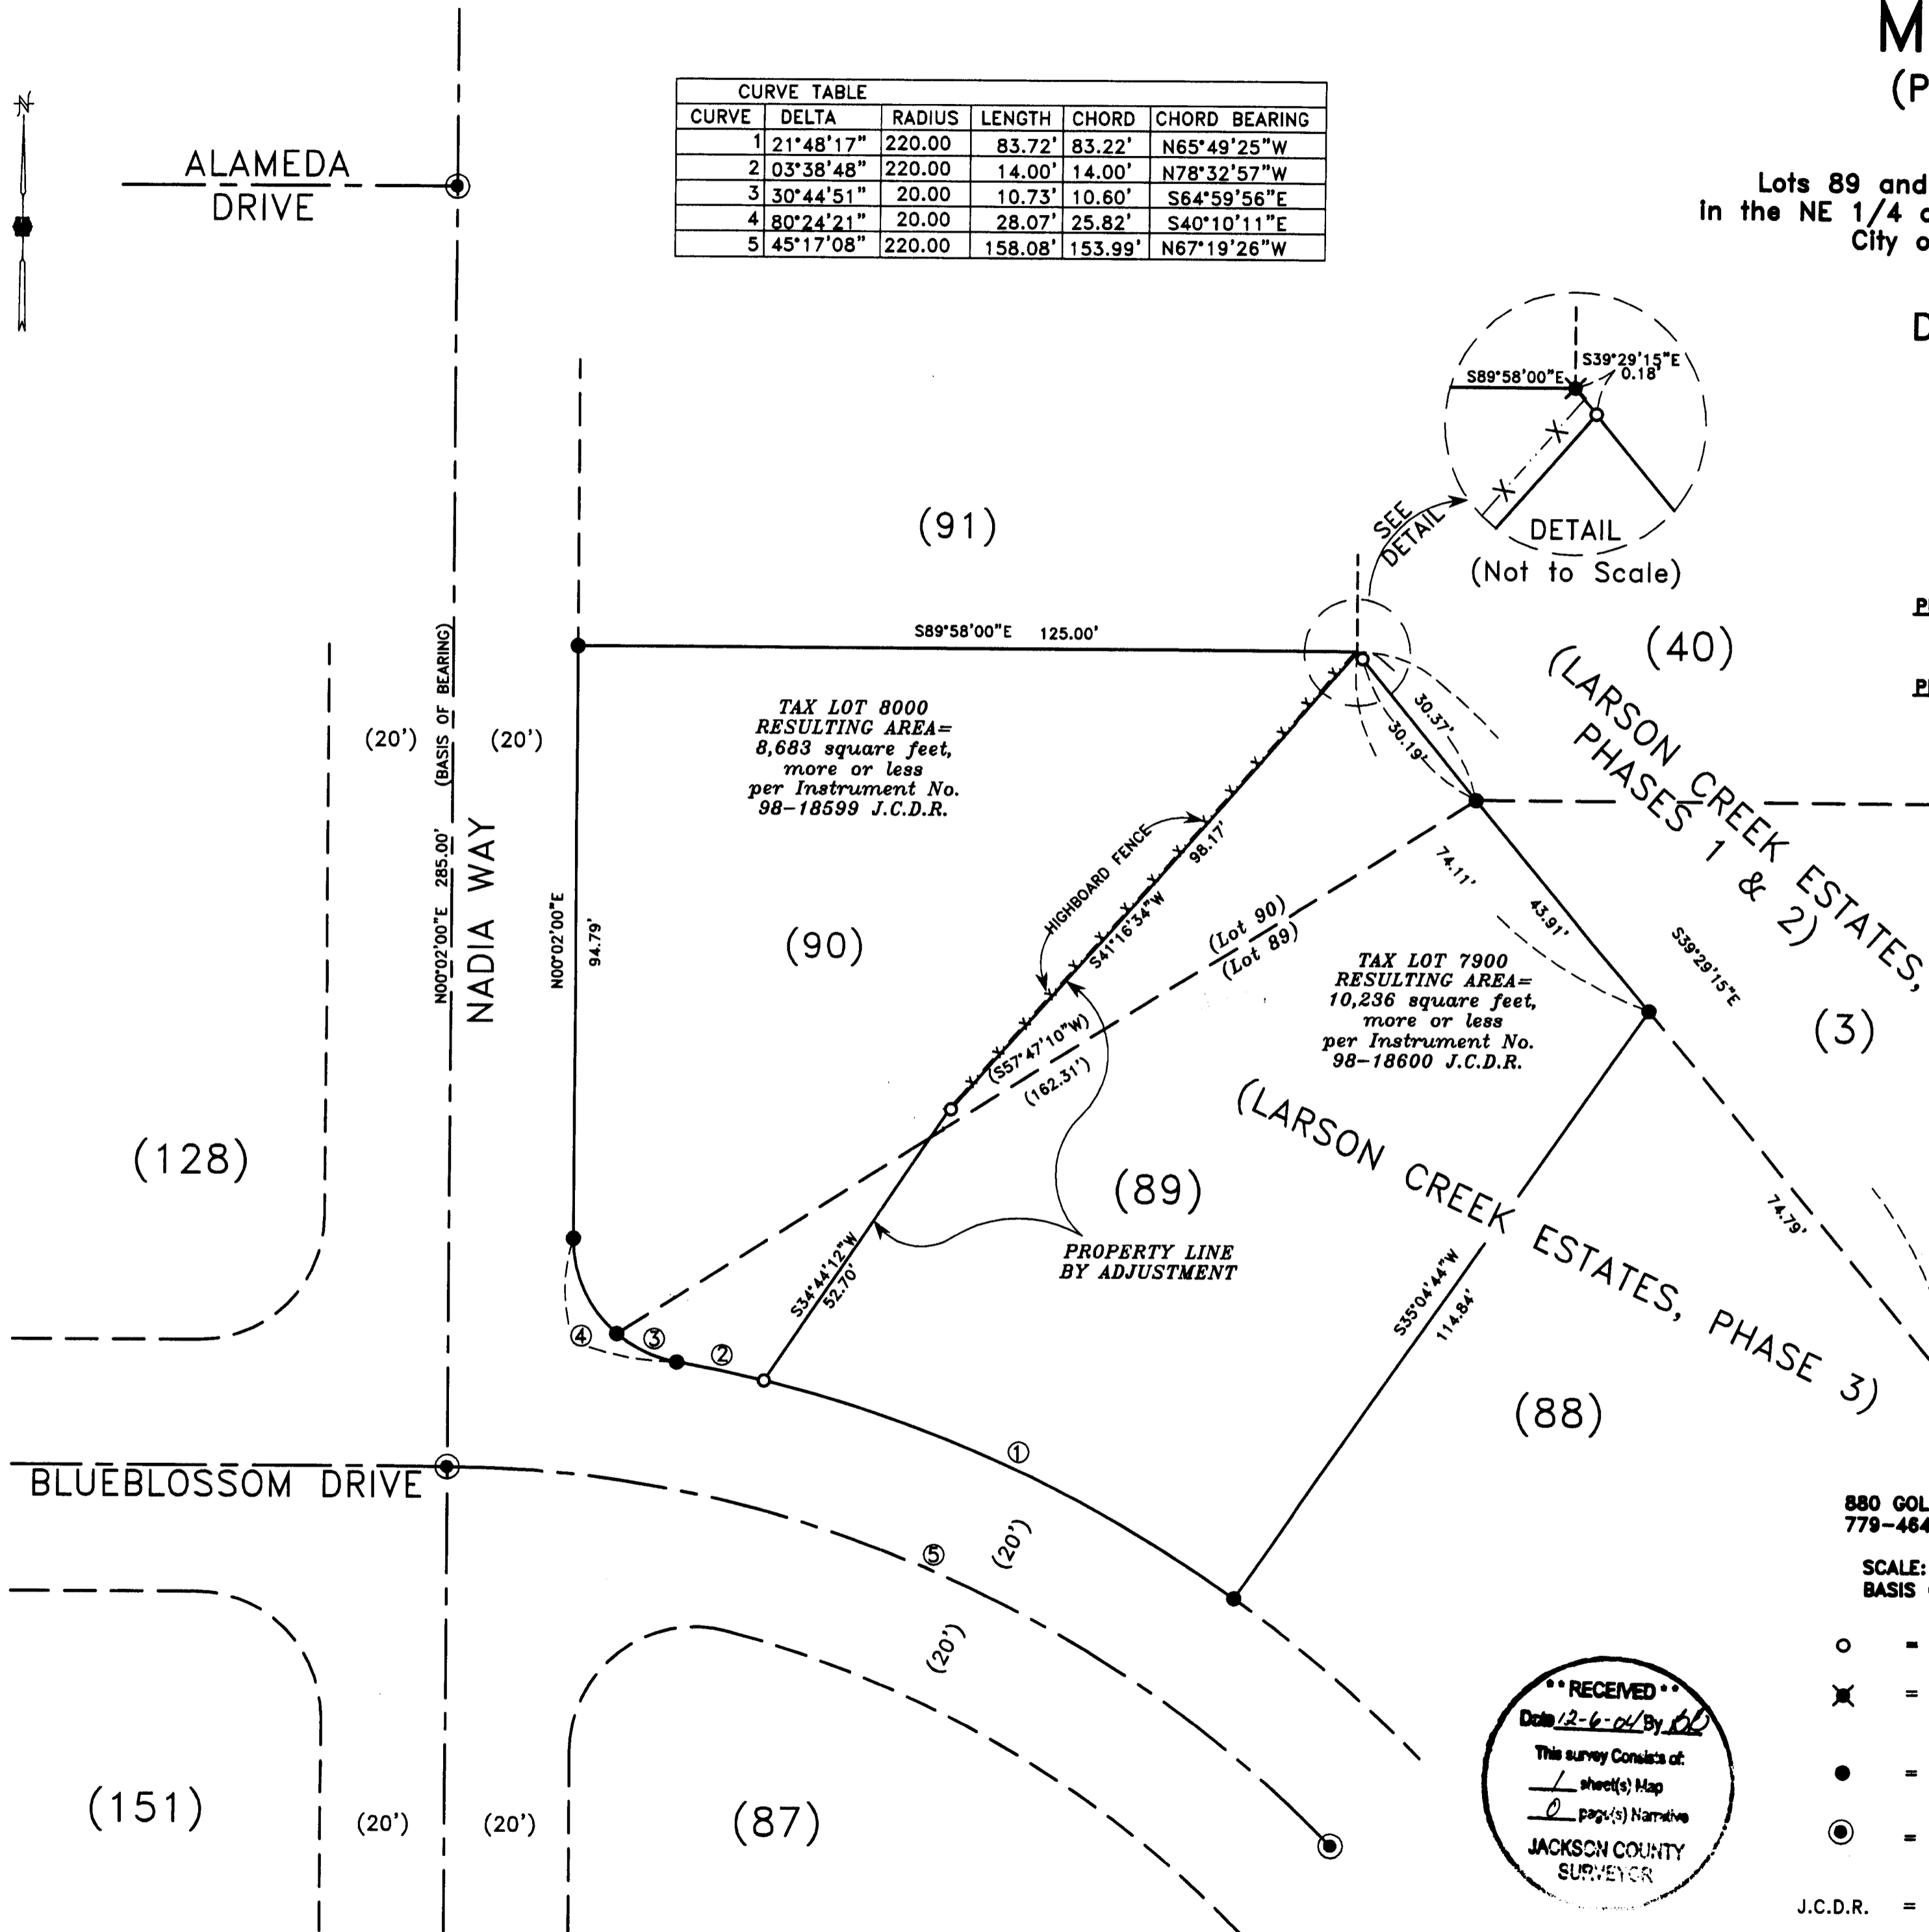 M
(P
Lots 89 and
in the NE 1/4
City o
D
N
ALAMEDA
DRIVE
CURVE TABLE
CURVE DELTA RADIUS LENGTH CHORD CHORD BEARING
1 21°48'17" 220.00 83.72' 83.22' N65°49'25"W
2 03°38'48" 220.00 14.00' 14.00' N78°32'57"W
3 30°44'51" 20.00 10.73' 10.60' S64°59'56"E
4 80°24'21" 20.00 28.07' 25.82' S40°10'11"E
5 45°17'08" 220.00 158.08' 153.99' N67°19'26"W
S39°29'15"E
0.18'
S89°58'00"E
DETAIL
(Not to Scale)
SEE
DETAIL
(91)
(40)
S89°58'00"E 125.00'
(LARSON CREEK ESTATES,
PHASES 1 & 2)
TAX LOT 8000
RESULTING AREA=
8,683 square feet,
more or less
per Instrument No.
98-18599 J.C.D.R.
30.37'
30.19'
(20')
(20')
N00°02'00"E 285.00' (BASIS OF BEARING)
NADIA WAY
N00°02'00"E
94.79'
(90)
HIGHBOARD FENCE
98.17'
S41°16'34"W
(Lot 90)
(Lot 89)
74.11'
43.91'
S39°29'15"E
TAX LOT 7900
RESULTING AREA=
10,236 square feet,
more or less
per Instrument No.
98-18600 J.C.D.R.
(3)
(S57°47'10"W)
(162.31')
(LARSON CREEK ESTATES, PHASE 3)
(128)
(89)
74.79'
PROPERTY LINE
BY ADJUSTMENT
S34°44'12"W
52.70'
S35°04'44"W
114.84'
4
3
2
1
(88)
BLUEBLOSSOM DRIVE
5
(20')
(20')
880 GOL
779-464
SCALE:
BASIS
=
=
=
=
J.C.D.R. =
(151)
(20')
(20')
(87)
** RECEIVED **
Date 12-6-04 By
This survey Consists of:
1 sheet(s) Map
0 page(s) Narrative
JACKSON COUNTY
SURVEYOR